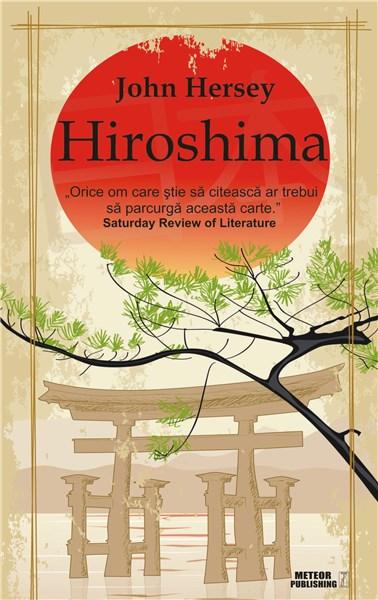 John Hersey
Hiroshima
„Orice om care ştie să citească ar trebui
să parcurgă această carte.”
Saturday Review of Literature
METEOR
PUBLISHING